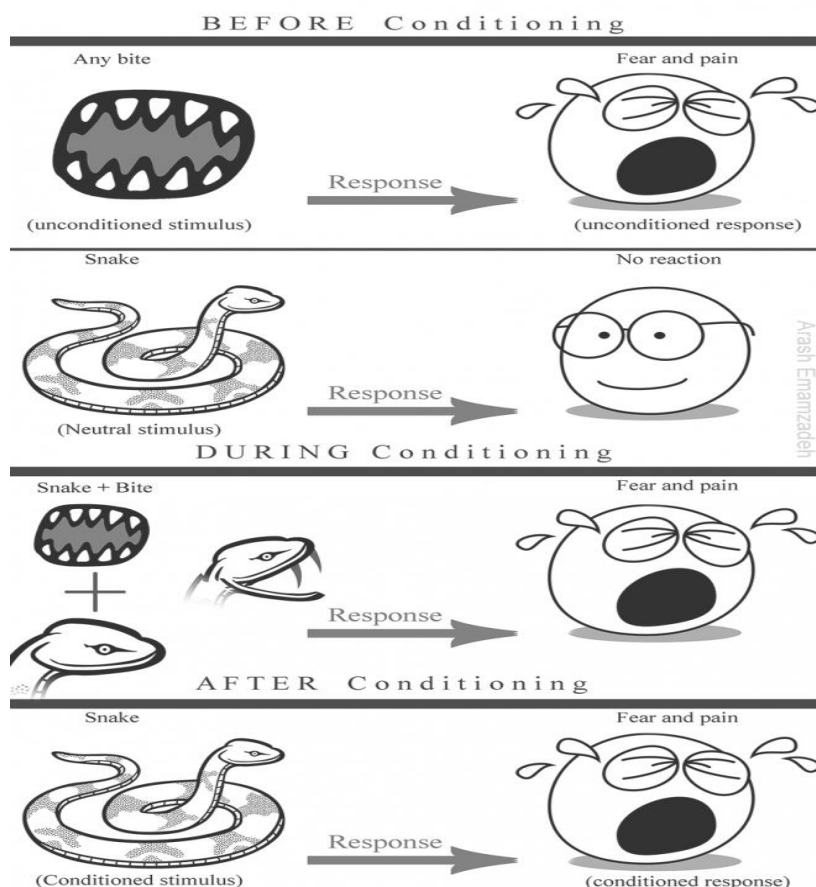 BEFORE Conditioning
Any bite
Fear and pain
Response
(unconditioned stimulus)
(unconditioned response)
Snake
No reaction
Response
(Neutral stimulus)
Arash Emamzadeh
DURING Conditioning
Snake + Bite
Fear and pain
Response
AFTER Conditioning
Snake
Fear and pain
Response
(Conditioned stimulus)
(conditioned response)